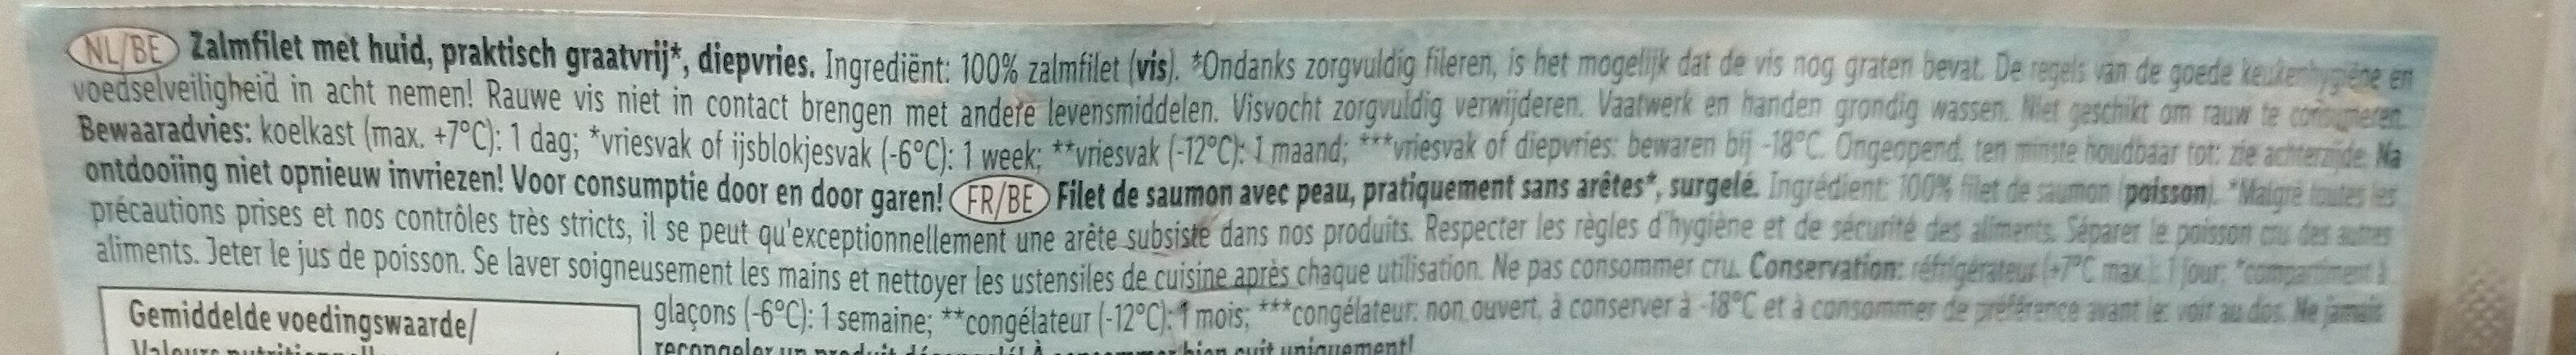 NL/BE Zalmfilet met huid, praktisch graatvrij*, diepvries. Ingrediënt: 100% zalmfilet (vis). *Ondanks zorgvuldig fileren, is het mogelijk dat de vis nog graten bevat. De regels van de goede keukenhygiëne en
voedselveiligheid in acht nemen! Rauwe vis niet in contact brengen met andere levensmiddelen. Visvocht zorgvuldig verwijderen. Vaatwerk en handen grondig wassen. Niet geschikt om rauw te consumeren.
Bewaaradvies: koelkast (max. +7°C): 1 dag; *vriesvak of ijsblokjesvak (-6°C): 1 week; **vriesvak (-12°C): 1 maand; ***vriesvak of diepvries: bewaren bij -18°C. Ongeopend, ten minste houdbaar tot: zie achterzijde. Na
ontdooiing niet opnieuw invriezen! Voor consumptie door en door garen! FR/BE Filet de saumon avec peau, pratiquement sans arêtes*, surgelé. Ingrédient: 100% filet de saumon (poisson). *Malgré toutes les
précautions prises et nos contrôles très stricts, il se peut qu'exceptionnellement une arête subsiste dans nos produits. Respecter les règles d'hygiène et de sécurité des aliments. Séparer le poisson cru des autres
aliments. Jeter le jus de poisson. Se laver soigneusement les mains et nettoyer les ustensiles de cuisine après chaque utilisation. Ne pas consommer cru. Conservation: réfrigérateur (+7°C max.): 1 jour; *compartiment à
glaçons (-6°C): 1 semaine; **congélateur (-12°C): 1 mois; ***congélateur: non ouvert, à conserver à -18°C et à consommer de préférence avant le: voir au dos. Ne jamais
recongeler un produit décongelé! À consommer bien cuit uniquement!
Gemiddelde voedingswaarde/